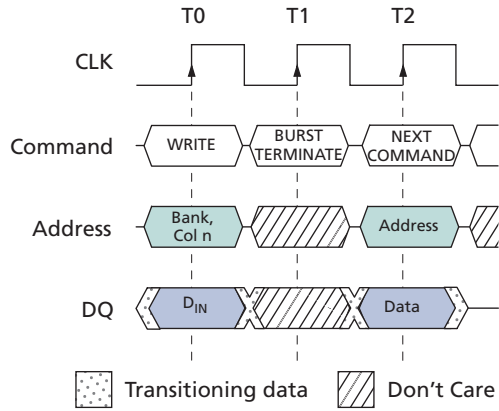 T0 T1 T2
CLK
Command WRITE BURST TERMINATE NEXT COMMAND
Address Bank, Col n Address
DQ DIN Data
Transitioning data Don't Care